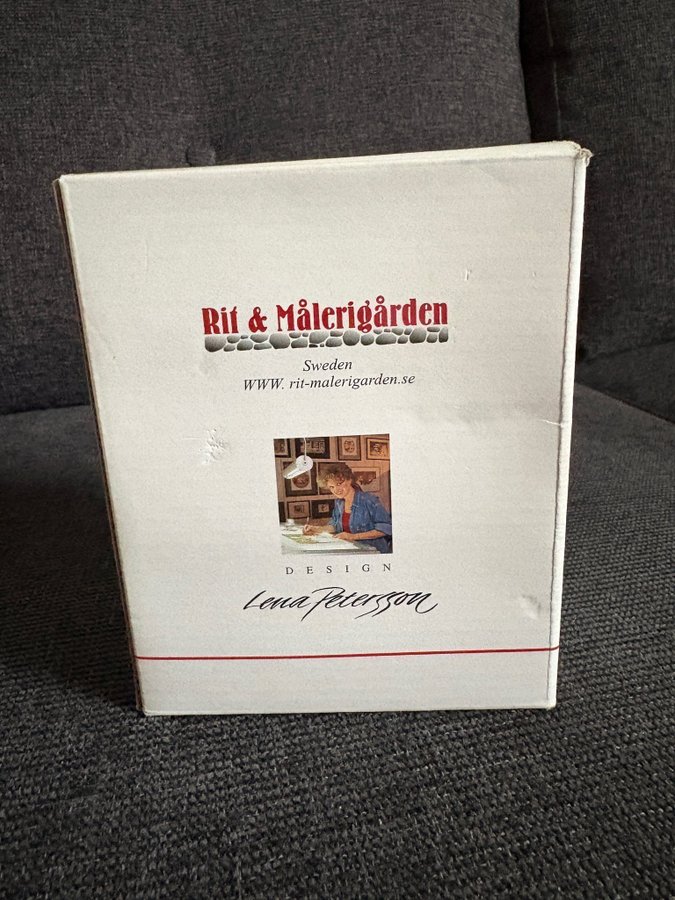 Rit & Målerigården
Sweden
WWW. rit-malerigarden.se
DESIGN
Lena Petersson